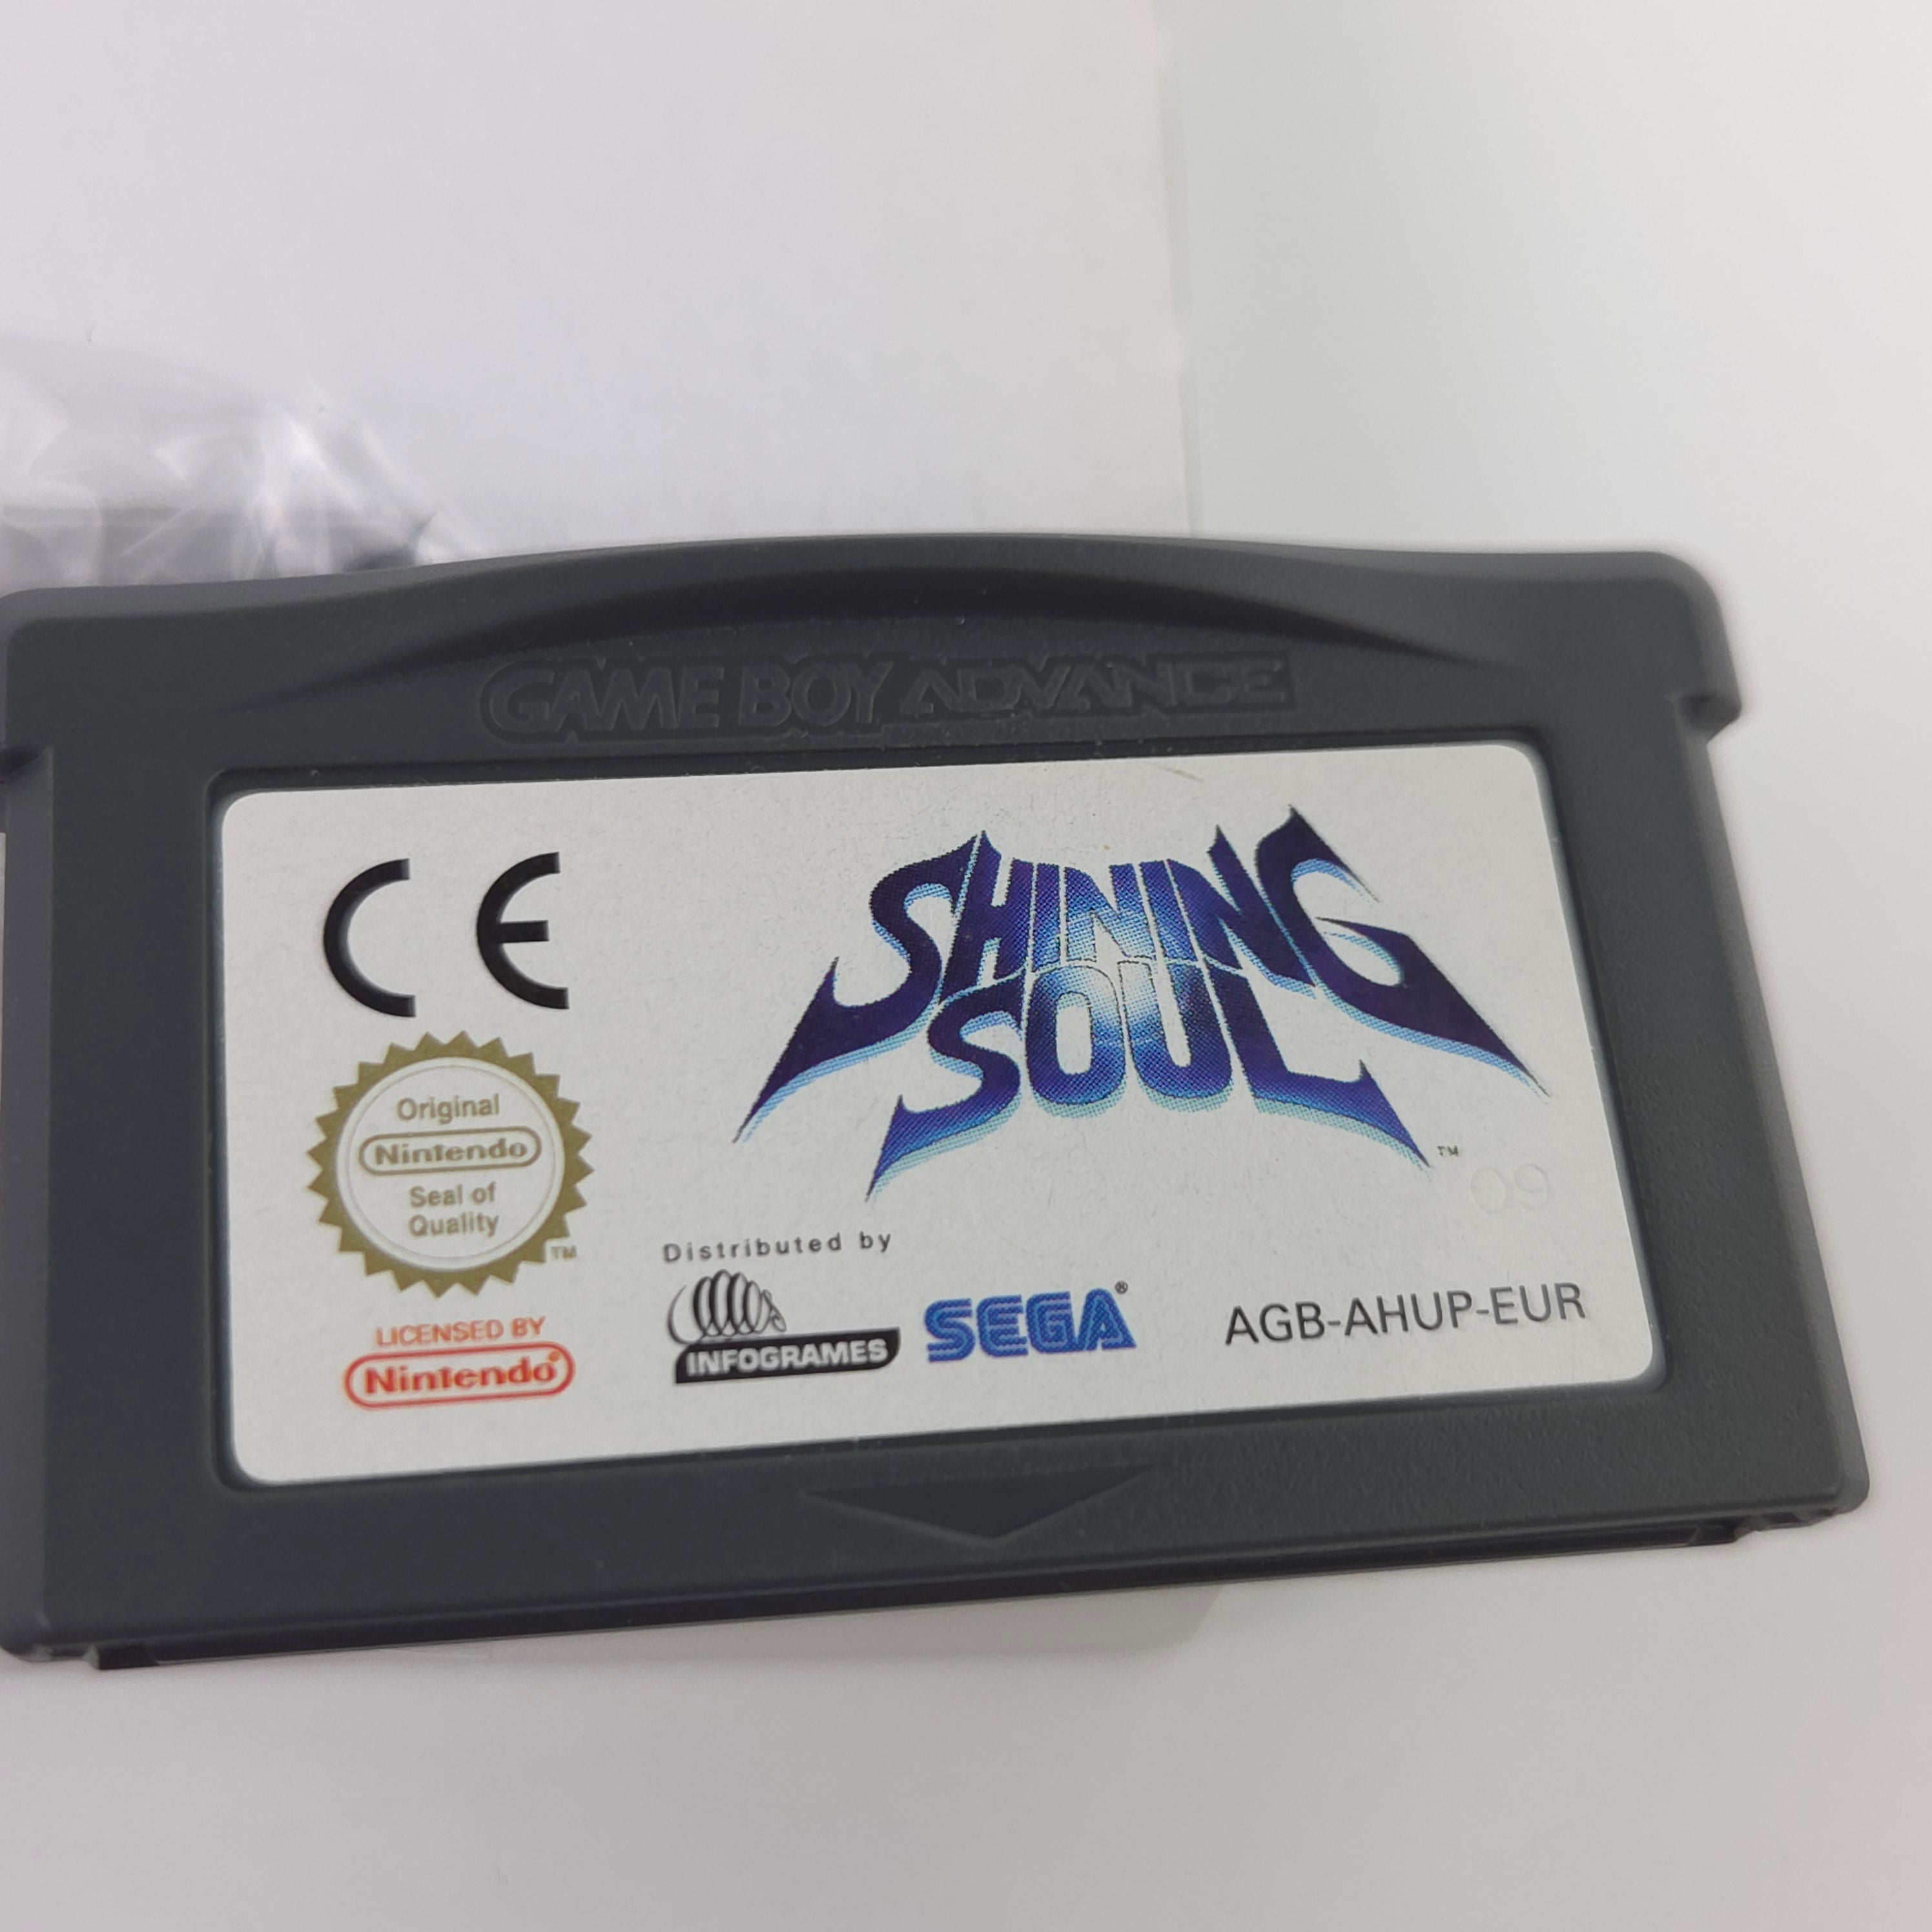 GAME BOY ADVANCE
CE
SHINING
SOUL
TM
09
Original
Nintendo
Seal of
Quality
TM
Distributed by
INFOGRAMES
SEGA®
AGB-AHUP-EUR
LICENSED BY
Nintendo®